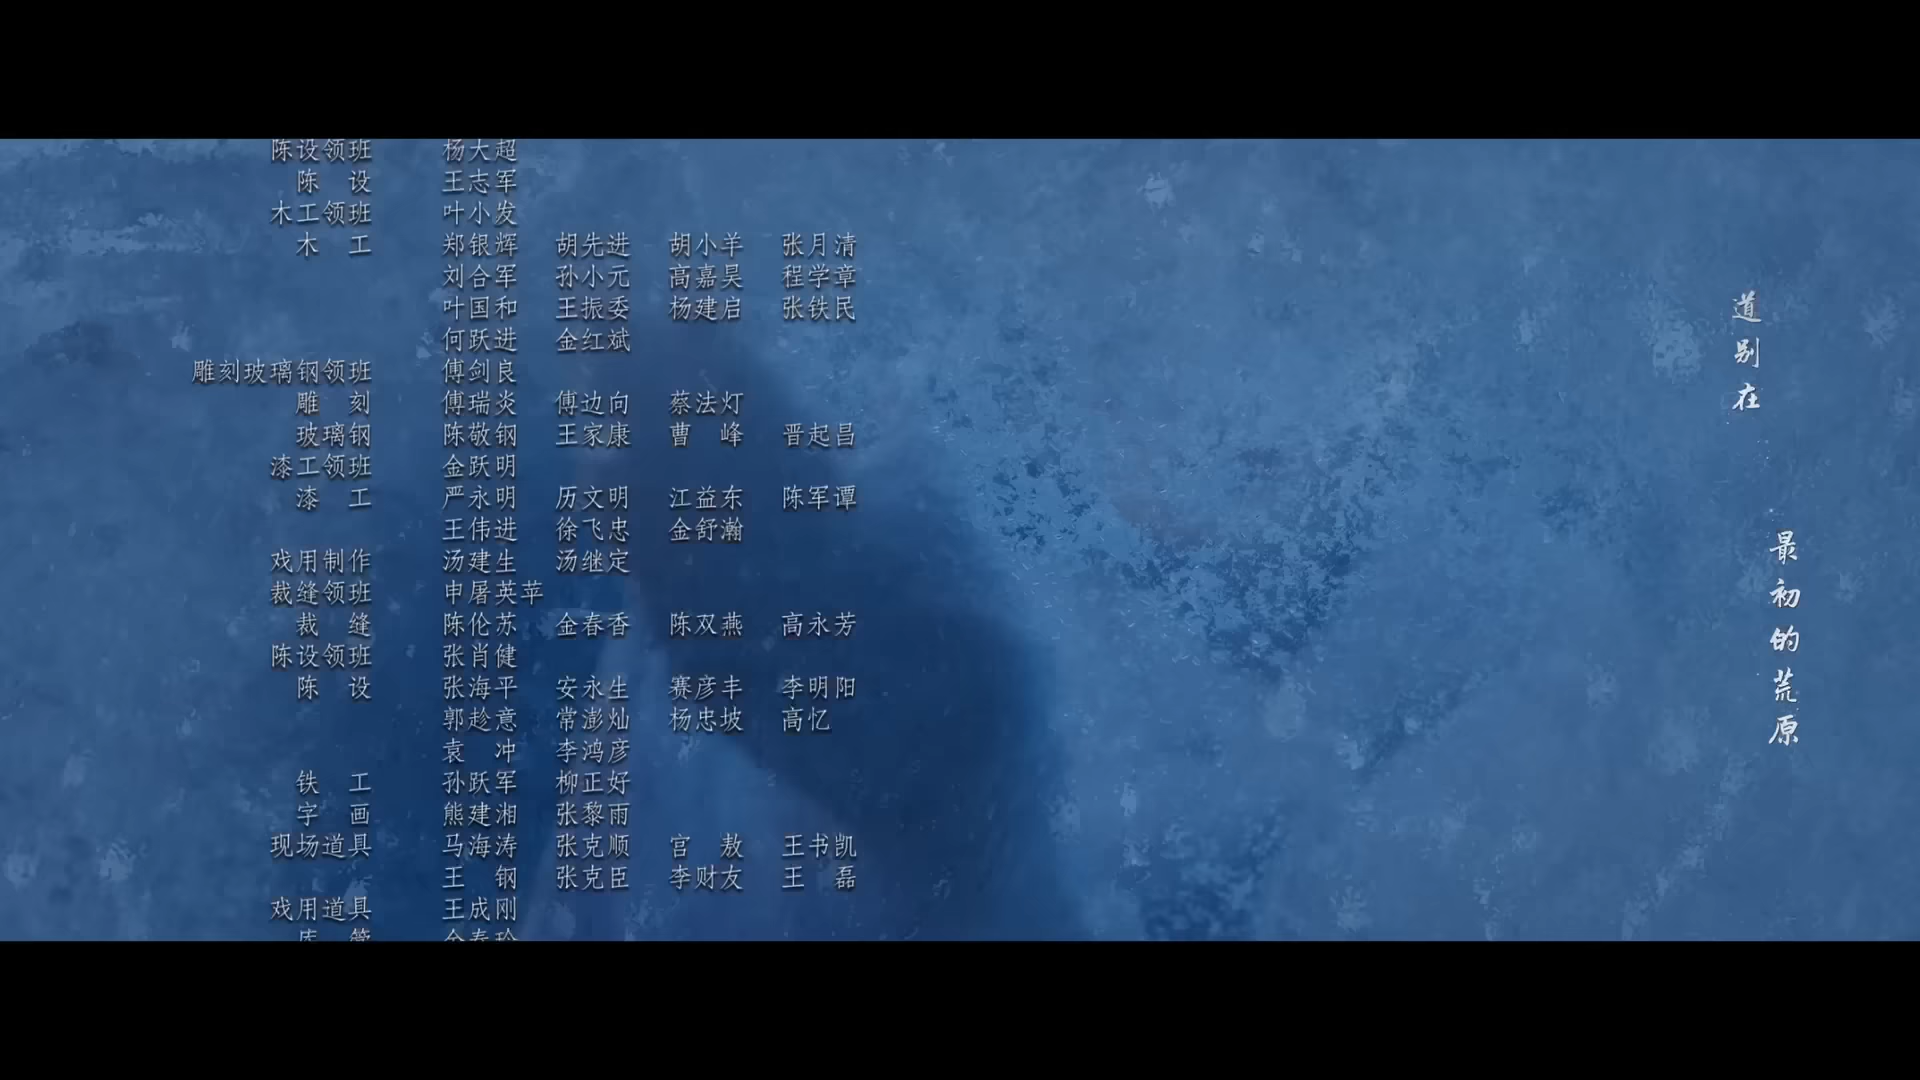 陈设领班 杨大超
陈 设 王志军
木工领班 叶小发
木 工 郑银辉 胡先进 胡小羊 张月清
刘合军 孙小元 高嘉昊 程学章
叶国和 王振委 杨建启 张铁民
何跃进 金红斌
雕刻玻璃钢领班 傅剑良
雕 刻 傅瑞炎 傅边向 蔡法灯
玻璃钢 陈敬钢 王家康 曹 峰 晋起昌
漆工领班 金跃明
漆 工 严永明 历文明 江益东 陈军谭
王伟进 徐飞忠 金舒瀚
戏用制作 汤建生 汤继定
裁缝领班 申屠英苹
裁 缝 陈伦苏 金春香 陈双燕 高永芳
陈设领班 张肖健
陈 设 张海平 安永生 赛彦丰 李明阳
郭趁意 常澎灿 杨忠坡 高忆
袁 冲 李鸿彦
铁 工 孙跃军 柳正好
字 画 熊建湘 张黎雨
现场道具 马海涛 张克顺 宫 敖 王书凯
王 钢 张克臣 李财友 王 磊
戏用道具 王成刚
道别在
最初的荒原